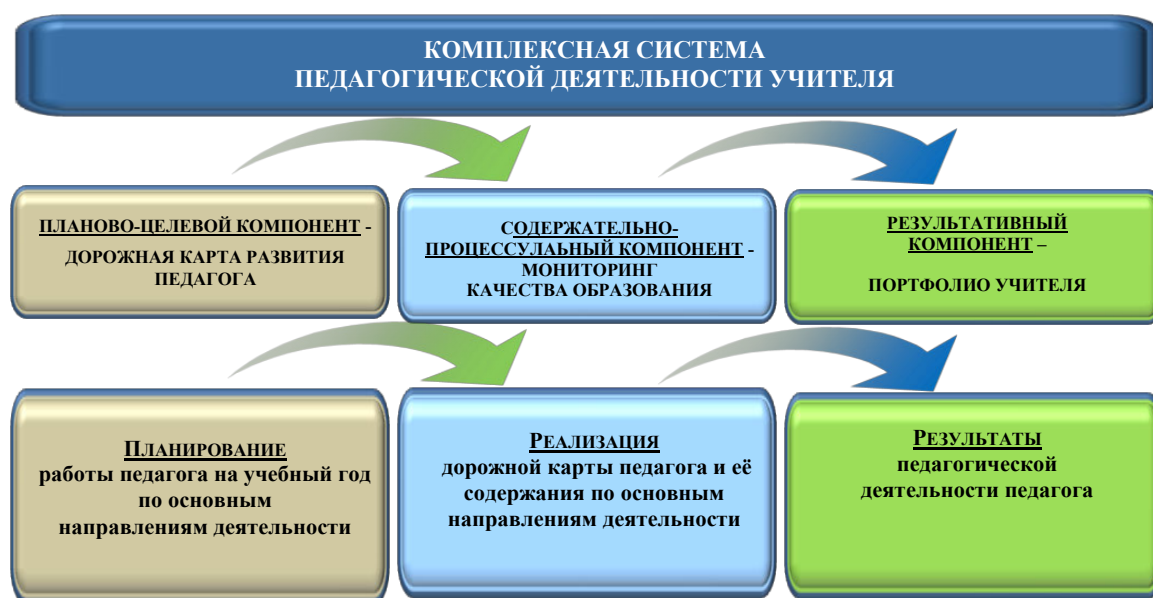 КОМПЛЕКСНАЯ СИСТЕМА
ПЕДАГОГИЧЕСКОЙ ДЕЯТЕЛЬНОСТИ УЧИТЕЛЯ
ПЛАНОВО-ЦЕЛЕВОЙ КОМПОНЕНТ -
ДОРОЖНАЯ КАРТА РАЗВИТИЯ
ПЕДАГОГА
СОДЕРЖАТЕЛЬНО-
ПРОЦЕССУЛАЬНЫЙ КОМПОНЕНТ -
МОНИТОРИНГ
КАЧЕСТВА ОБРАЗОВАНИЯ
РЕЗУЛЬТАТИВНЫЙ
КОМПОНЕНТ –
ПОРТФОЛИО УЧИТЕЛЯ
ПЛАНИРОВАНИЕ
работы педагога на учебный год
по основным
направлениям деятельности
РЕАЛИЗАЦИЯ
дорожной карты педагога и её
содержания по основным
направлениям деятельности
РЕЗУЛЬТАТЫ
педагогической
деятельности педагога